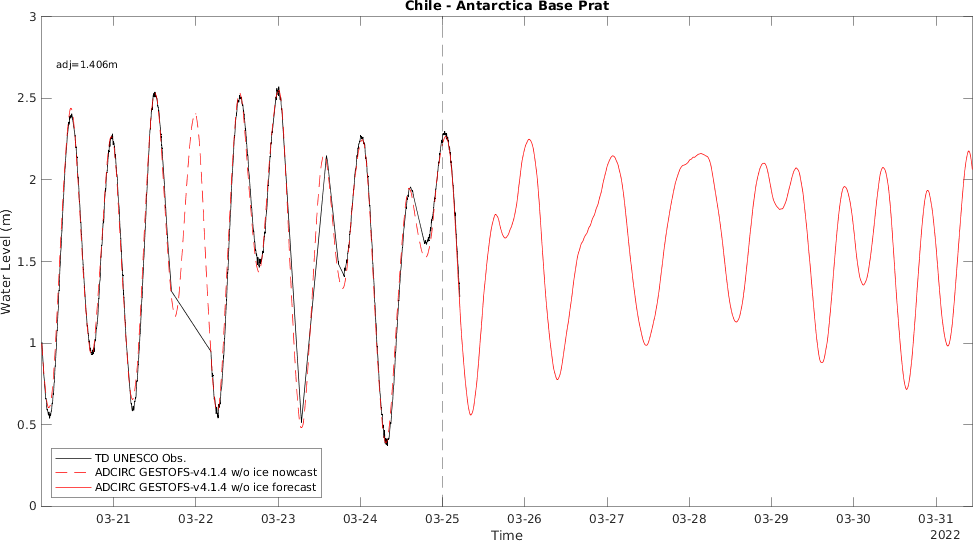 Chile - Antarctica Base Prat
adj=1.406m
3
2.5
2
1.5
1
0.5
0
Water Level (m)
TD UNESCO Obs.
ADCIRC GESTOFS-v4.1.4 w/o ice nowcast
ADCIRC GESTOFS-v4.1.4 w/o ice forecast
03-21 03-22 03-23 03-24 03-25 03-26 03-27 03-28 03-29 03-30 03-31
2022
Time